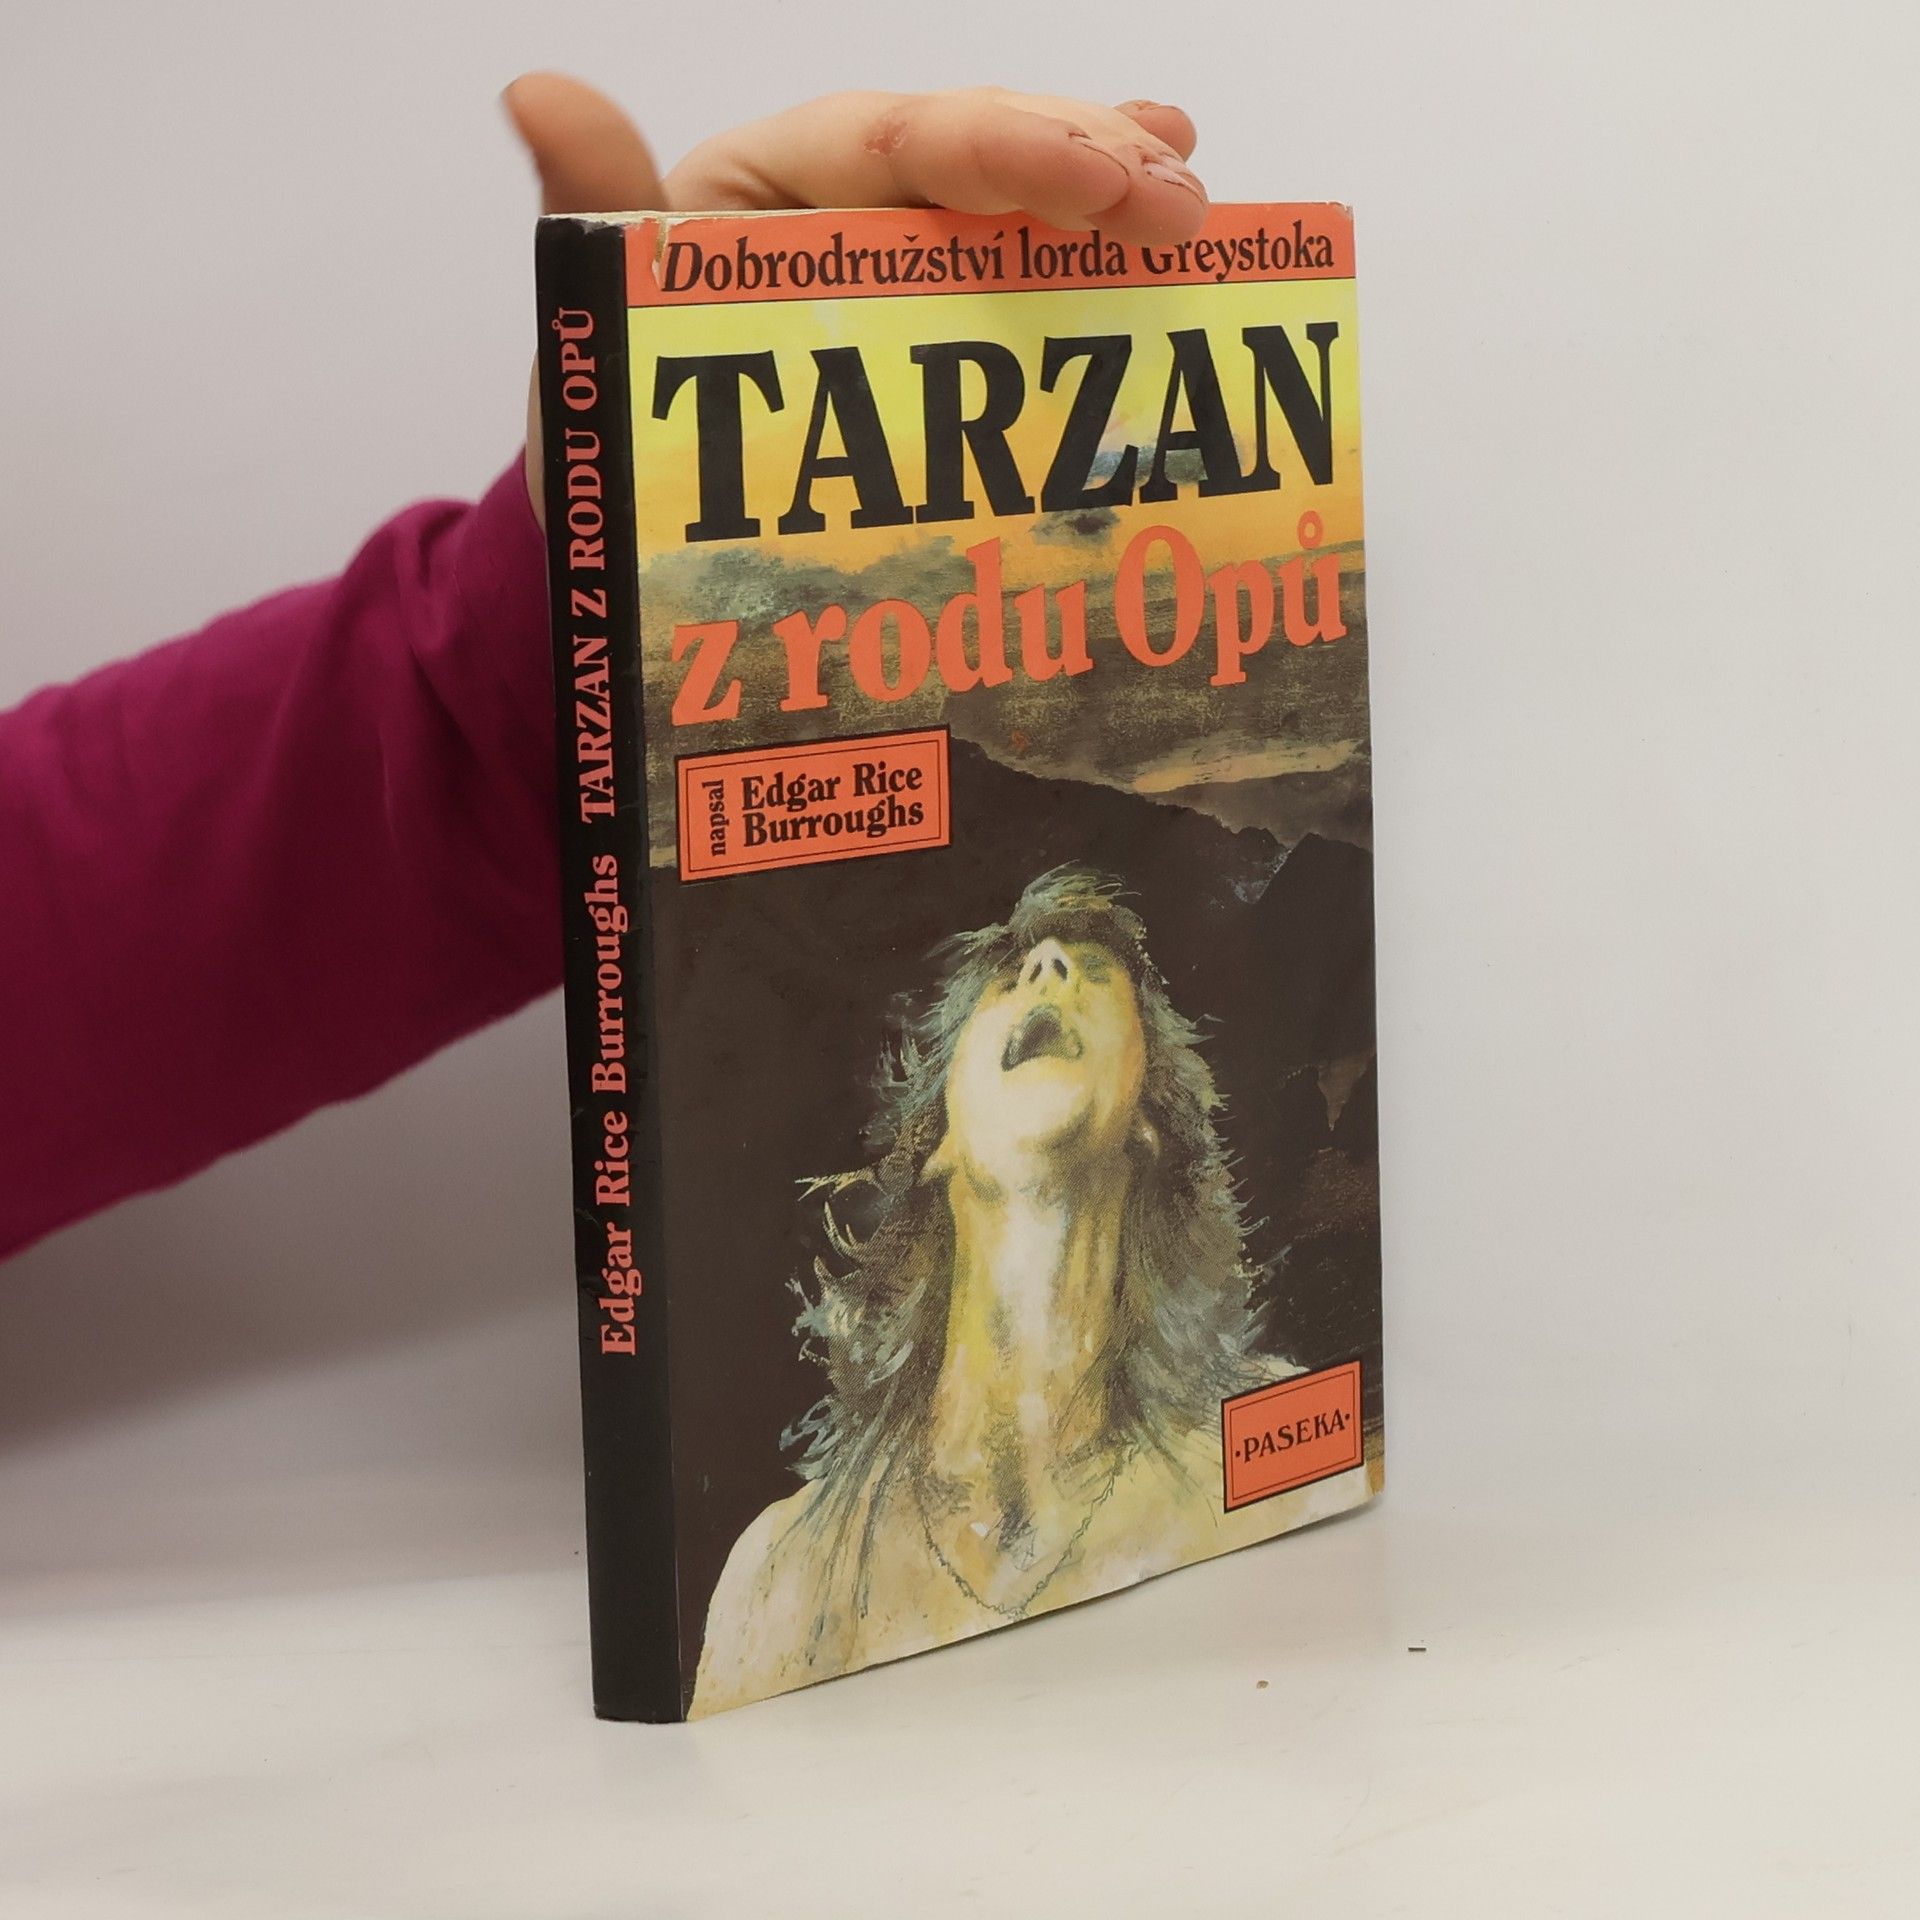 Dobrodružství lorda Greystoka
TARZAN
z rodu Opů
napsal
Edgar Rice
Burroughs
·PASEKA·
Edgar Rice Burroughs TARZAN Z RODU OPŮ